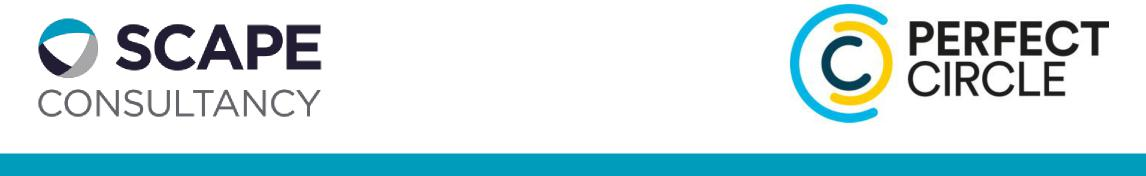 SCAPE
CONSULTANCY
PERFECT
CIRCLE